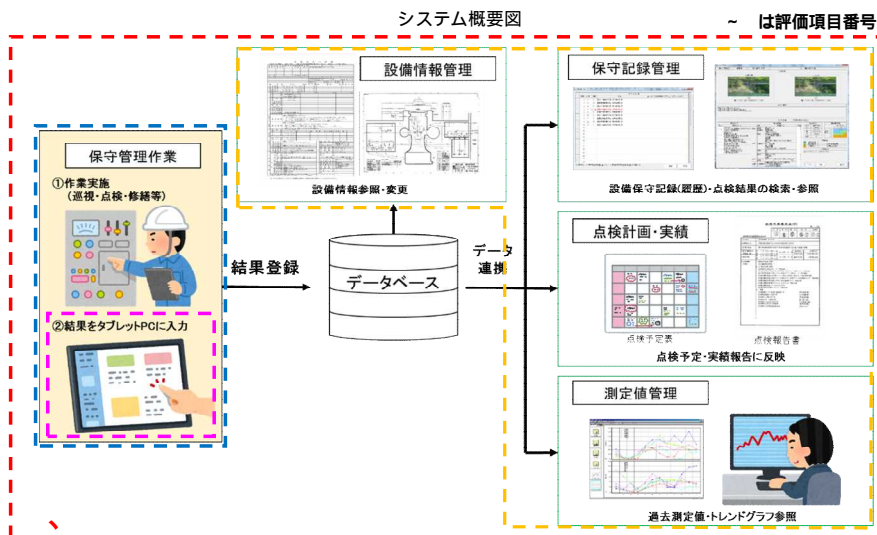 システム概要図
~ は評価項目番号
保守管理作業
①作業実施
(巡視・点検・修繕等)
②結果をタブレットPCに入力
結果登録
設備情報管理
設備情報参照・変更
データベース
データ
連携
保守記録管理
設備保守記録(履歴)・点検結果の検索・参照
点検計画・実績
点検予定表
点検報告書
点検予定・実績報告に反映
測定値管理
過去測定値・トレンドグラフ参照
、